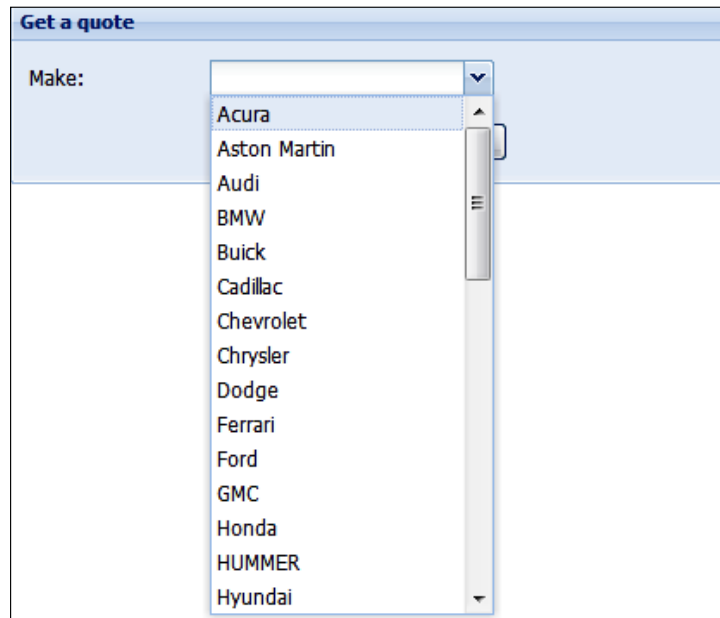 Get a quote
Make:
Acura
Aston Martin
Audi
BMW
Buick
Cadillac
Chevrolet
Chrysler
Dodge
Ferrari
Ford
GMC
Honda
HUMMER
Hyundai